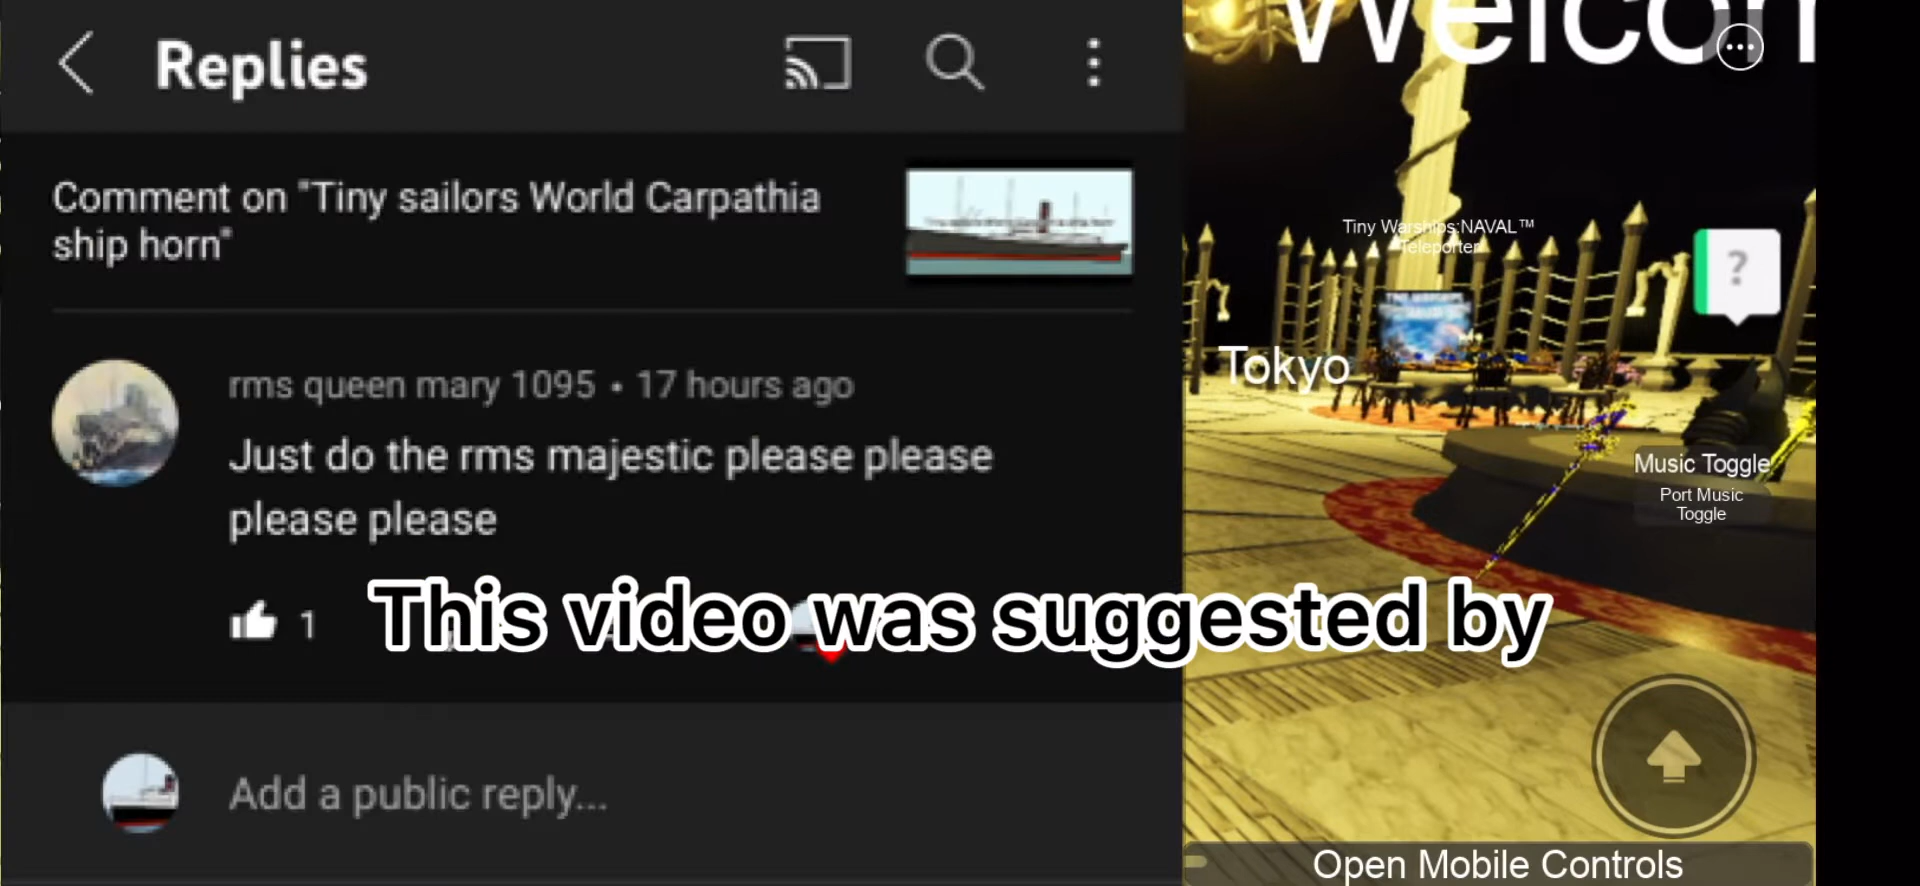 Replies
Comment on "Tiny sailors World Carpathia
ship horn"
rms queen mary 1095 • 17 hours ago
Just do the rms majestic please please
please please
1
This video was suggested by
Add a public reply...
Welcom
Tiny Warships:NAVAL™
Teleporter
?
Tokyo
Music Toggle
Port Music
Toggle
Open Mobile Controls